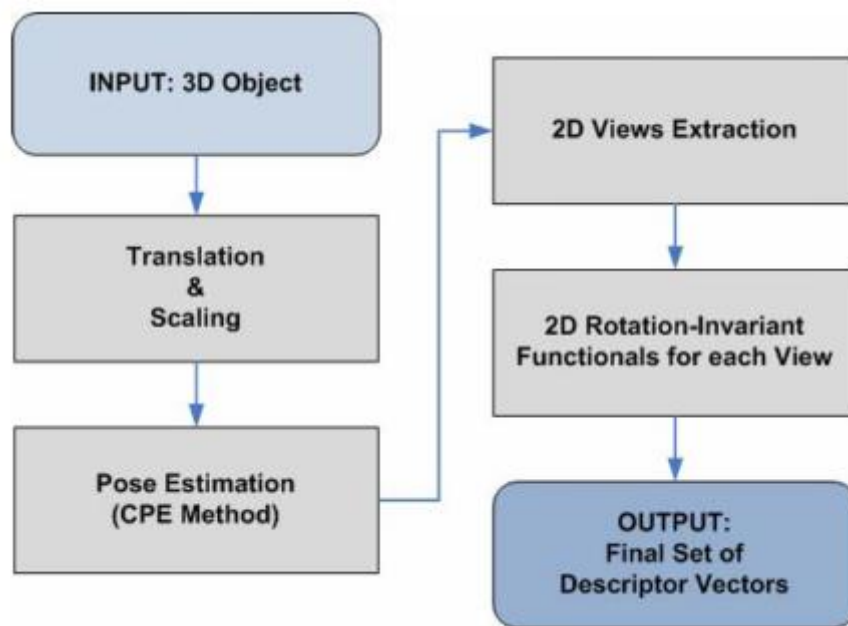 INPUT: 3D Object
Translation
&
Scaling
Pose Estimation
(CPE Method)
2D Views Extraction
2D Rotation-Invariant
Functionals for each View
OUTPUT:
Final Set of
Descriptor Vectors